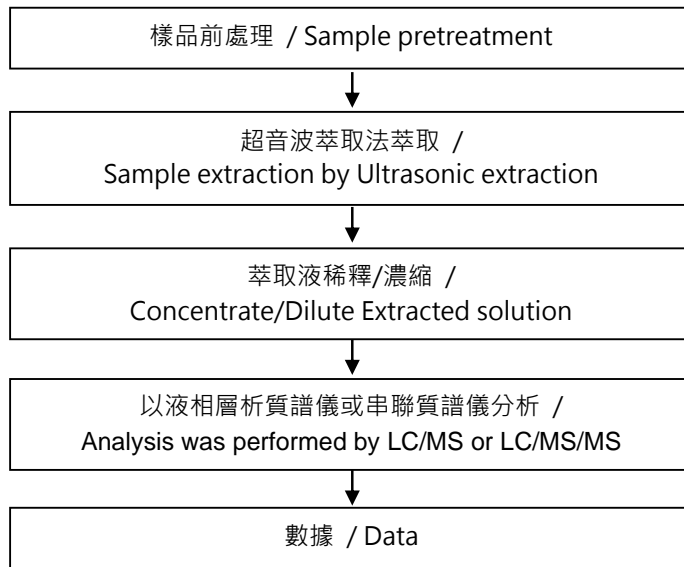 樣品前處理 / Sample pretreatment
超音波萃取法萃取 /
Sample extraction by Ultrasonic extraction
萃取液稀釋/濃縮 /
Concentrate/Dilute Extracted solution
以液相層析質譜儀或串聯質譜儀分析 /
Analysis was performed by LC/MS or LC/MS/MS
數據 / Data